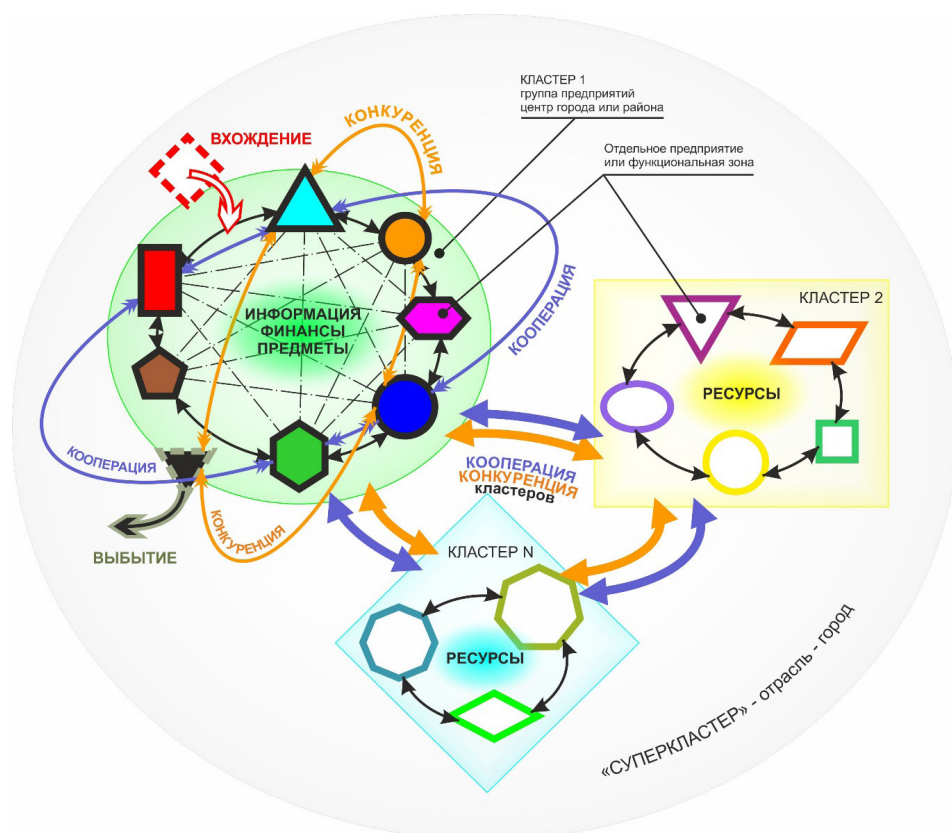 КЛАСТЕР 1
группа предприятий
центр города или района
КОНКУРЕНЦИЯ
ВХОЖДЕНИЕ
Отдельное предприятие
или функциональная зона
КООПЕРАЦИЯ
КЛАСТЕР 2
ИНФОРМАЦИЯ
ФИНАНСЫ
ПРЕДМЕТЫ
РЕСУРСЫ
КООПЕРАЦИЯ
КООПЕРАЦИЯ
КОНКУРЕНЦИЯ
кластеров
КОНКУРЕНЦИЯ
ВЫБЫТИЕ
КЛАСТЕР N
РЕСУРСЫ
«СУПЕРКЛАСТЕР» - отрасль - город